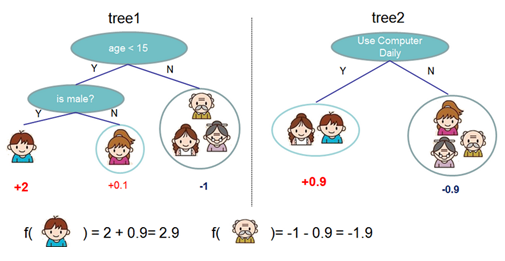 tree1
age < 15
Y
N
is male?
Y
N
+2
+0.1
-1
tree2
Use Computer
Daily
Y
N
+0.9
-0.9
f( ) = 2 + 0.9= 2.9
f( )= -1 - 0.9 = -1.9